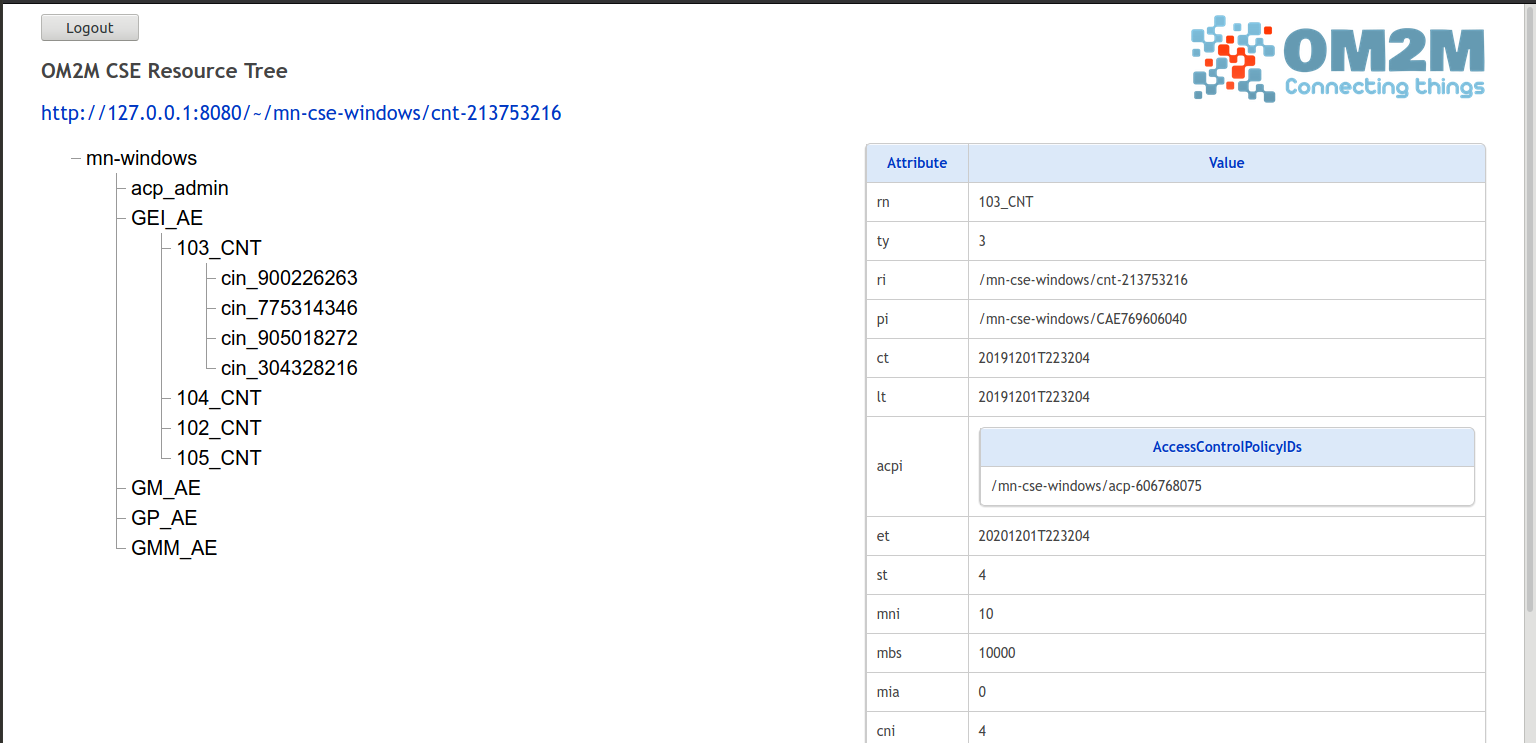 Logout
OM2M
Connecting things
OM2M CSE Resource Tree
http://127.0.0.1:8080/~/mn-cse-windows/cnt-213753216
mn-windows
acp_admin
GEI_AE
103_CNT
cin_900226263
cin_775314346
cin_905018272
cin_304328216
104_CNT
102_CNT
105_CNT
GM_AE
GP_AE
GMM_AE
Attribute Value
rn 103_CNT
ty 3
ri /mn-cse-windows/cnt-213753216
pi /mn-cse-windows/CAE769606040
ct 20191201T223204
lt 20191201T223204
acpi
AccessControlPolicyIDs
/mn-cse-windows/acp-606768075
et 20201201T223204
st 4
mni 10
mbs 10000
mia 0
cni 4